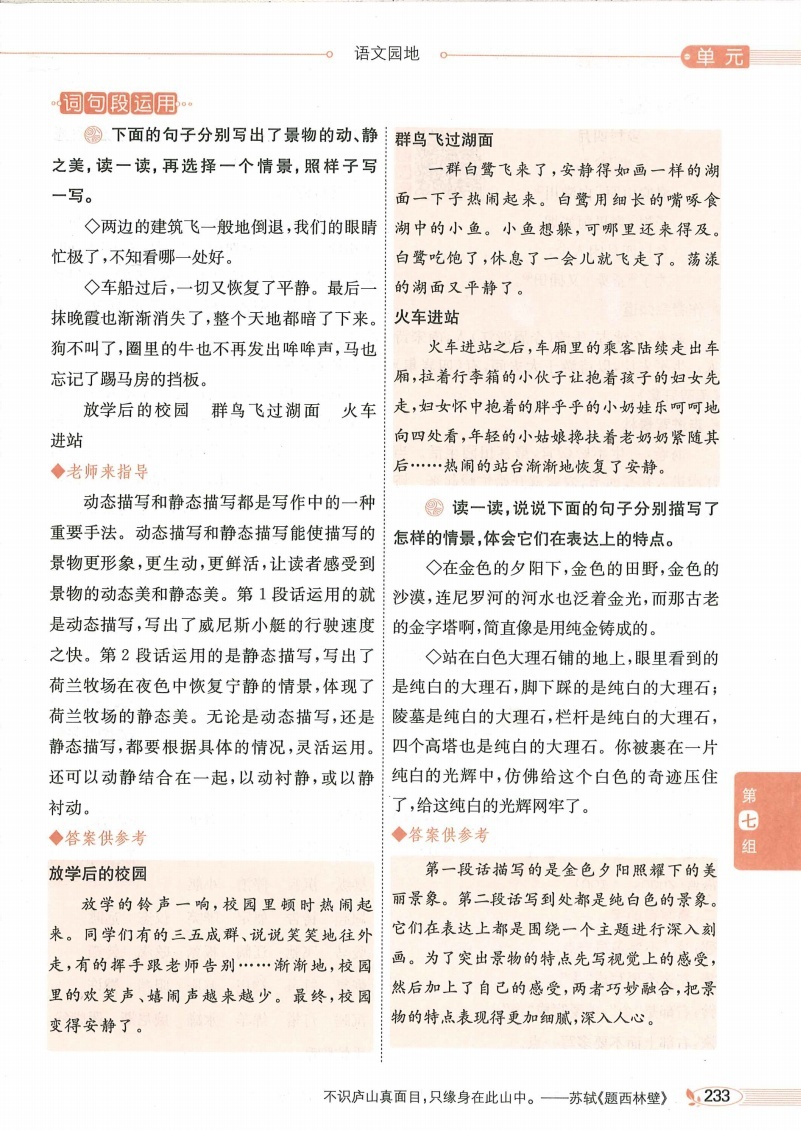 语文园地
单元
词句段运用
下面的句子分别写出了景物的动、静
之美,读一读,再选择一个情景,照样子写
一写。
◇两边的建筑飞一般地倒退,我们的眼睛
忙极了,不知看哪一处好。
◇车船过后,一切又恢复了平静。最后一
抹晚霞也渐渐消失了,整个天地都暗了下来。
狗不叫了,圈里的牛也不再发出哞哞声,马也
忘记了踢马房的挡板。
放学后的校园　群鸟飞过湖面　火车
进站
◆老师来指导
动态描写和静态描写都是写作中的一种
重要手法。动态描写和静态描写能使描写的
景物更形象,更生动,更鲜活,让读者感受到
景物的动态美和静态美。第1段话运用的就
是动态描写,写出了威尼斯小艇的行驶速度
之快。第2段话运用的是静态描写,写出了
荷兰牧场在夜色中恢复宁静的情景,体现了
荷兰牧场的静态美。无论是动态描写,还是
静态描写,都要根据具体的情况,灵活运用。
还可以动静结合在一起,以动衬静,或以静
衬动。
◆答案供参考
放学后的校园
放学的铃声一响,校园里顿时热闹起
来。同学们有的三五成群、说说笑笑地往外
走,有的挥手跟老师告别……渐渐地,校园
里的欢笑声、嬉闹声越来越少。最终,校园
变得安静了。
群鸟飞过湖面
一群白鹭飞来了,安静得如画一样的湖
面一下子热闹起来。白鹭用细长的嘴啄食
湖中的小鱼。小鱼想躲,可哪里还来得及。
白鹭吃饱了,休息了一会儿就飞走了。荡漾
的湖面又平静了。
火车进站
火车进站之后,车厢里的乘客陆续走出车
厢,拉着行李箱的小伙子让抱着孩子的妇女先
走,妇女怀中抱着的胖乎乎的小奶娃乐呵呵地
向四处看,年轻的小姑娘搀扶着老奶奶紧随其
后……热闹的站台渐渐地恢复了安静。
读一读,说说下面的句子分别描写了
怎样的情景,体会它们在表达上的特点。
◇在金色的夕阳下,金色的田野,金色的
沙漠,连尼罗河的河水也泛着金光,而那古老
的金字塔啊,简直像是用纯金铸成的。
◇站在白色大理石铺的地上,眼里看到的
是纯白的大理石,脚下踩的是纯白的大理石;
陵墓是纯白的大理石,栏杆是纯白的大理石,
四个高塔也是纯白的大理石。你被裹在一片
纯白的光辉中,仿佛给这个白色的奇迹压住
了,给这纯白的光辉网牢了。
◆答案供参考
第一段话描写的是金色夕阳照耀下的美
丽景象。第二段话写到处都是纯白色的景象。
它们在表达上都是围绕一个主题进行深入刻
画。为了突出景物的特点先写视觉上的感受,
然后加上了自己的感受,两者巧妙融合,把景
物的特点表现得更加细腻,深入人心。
第
七
组
不识庐山真面目,只缘身在此山中。——苏轼《题西林壁》
233